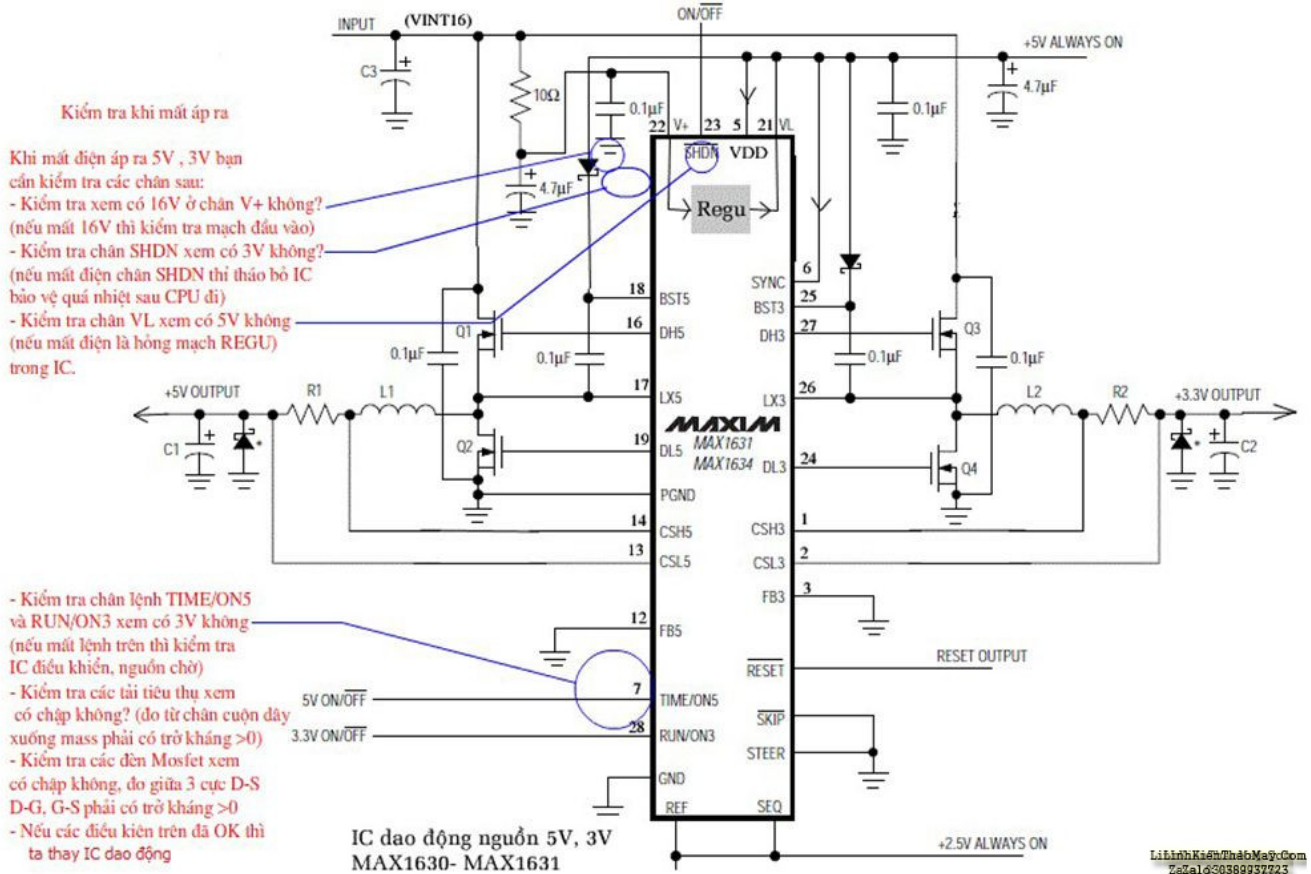 INPUT
(VINT16)
ON/OFF
+5V ALWAYS ON
C3
10Ω
0.1µF
0.1µF
4.7µF
4.7µF
22
V+
23
5
21
VL
SHDN
VDD
Regu
Kiểm tra khi mất áp ra
Khi mất điện áp ra 5V , 3V bạn
cần kiểm tra các chân sau:
- Kiểm tra xem có 16V ở chân V+ không?
(nếu mất 16V thì kiểm tra mạch đầu vào)
- Kiểm tra chân SHDN xem có 3V không?
(nếu mất điện chân SHDN thì tháo bỏ IC
bảo vệ quá nhiệt sau CPU đi)
- Kiểm tra chân VL xem có 5V không
(nếu mất điện là hỏng mạch REGU)
trong IC.
6
SYNC
18
BST5
25
BST3
Q1
16
DH5
27
DH3
Q3
0.1µF
0.1µF
0.1µF
0.1µF
17
LX5
26
LX3
+5V OUTPUT
R1
L1
L2
R2
+3.3V OUTPUT
MAXIM
MAX1631
MAX1634
C1
*
Q2
19
DL5
24
DL3
Q4
*
C2
PGND
14
CSH5
1
CSH3
13
CSL5
2
CSL3
3
FB3
12
FB5
RESET
RESET OUTPUT
- Kiểm tra chân lệnh TIME/ON5
và RUN/ON3 xem có 3V không
(nếu mất lệnh trên thì kiểm tra
IC điều khiển, nguồn chờ)
- Kiểm tra các tải tiêu thụ xem
có chập không? (đo từ chân cuộn dây
xuống mass phải có trở kháng >0)
- Kiểm tra các đèn Mosfet xem
có chập không, đo giữa 3 cực D-S
D-G, G-S phải có trở kháng >0
- Nếu các điều kiên trên đã OK thì
ta thay IC dao động
5V ON/OFF
7
TIME/ON5
3.3V ON/OFF
28
RUN/ON3
SKIP
STEER
GND
REF
SEQ
+2.5V ALWAYS ON
IC dao động nguồn 5V, 3V
MAX1630- MAX1631